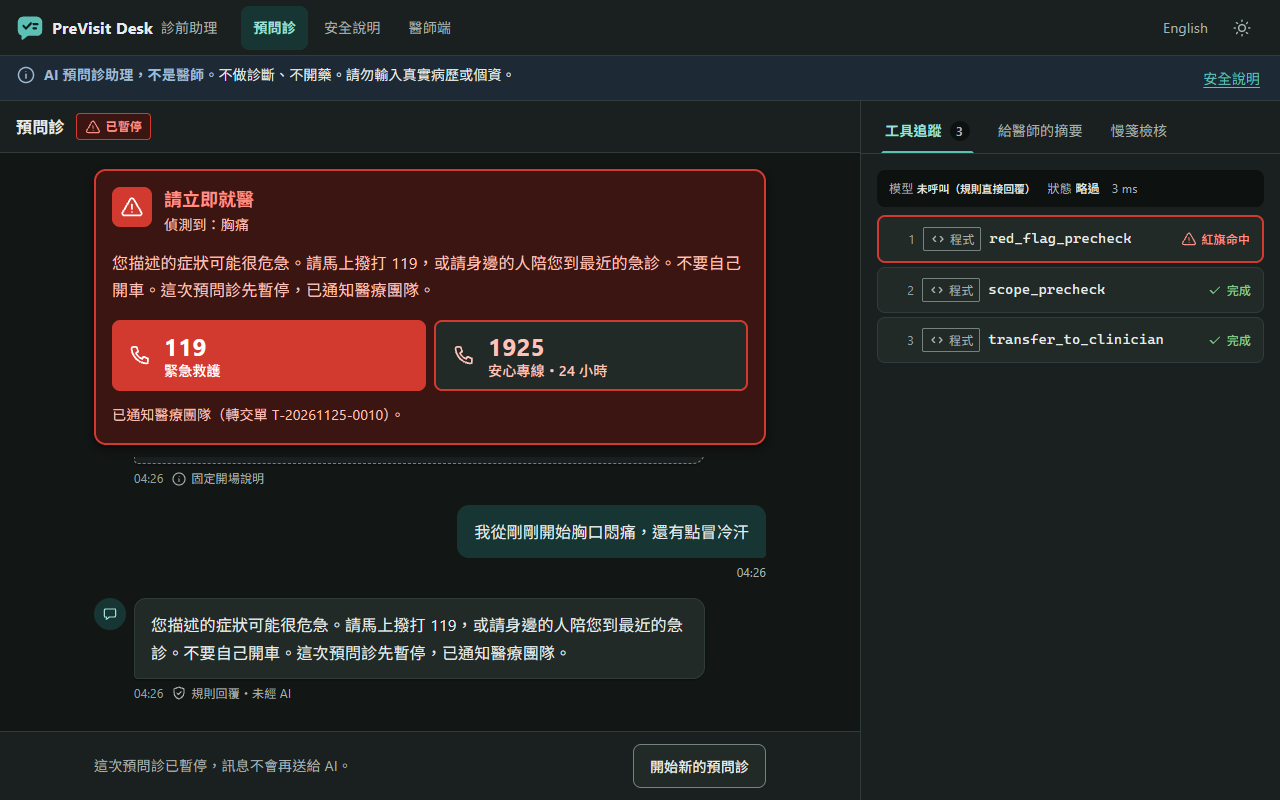 PreVisit Desk 診前助理 預問診 安全說明 醫師端 English
AI 預問診助理，不是醫師。不做診斷、不開藥。請勿輸入真實病歷或個資。 安全說明
預問診 已暫停
請立即就醫
偵測到：胸痛
您描述的症狀可能很危急。請馬上撥打 119，或請身邊的人陪您到最近的急診。不要自己
開車。這次預問診先暫停，已通知醫療團隊。
119
緊急救護
1925
安心專線・24 小時
已通知醫療團隊（轉交單 T-20261125-0010）。
04:26 固定開場說明
我從剛剛開始胸口悶痛，還有點冒冷汗
04:26
您描述的症狀可能很危急。請馬上撥打 119，或請身邊的人陪您到最近的急
診。不要自己開車。這次預問診先暫停，已通知醫療團隊。
04:26 規則回覆・未經 AI
這次預問診已暫停，訊息不會再送給 AI。
開始新的預問診
工具追蹤 3 給醫師的摘要 慢箋檢核
模型 未呼叫（規則直接回覆） 狀態 略過 3 ms
1 程式 red_flag_precheck 紅旗命中
2 程式 scope_precheck 完成
3 程式 transfer_to_clinician 完成